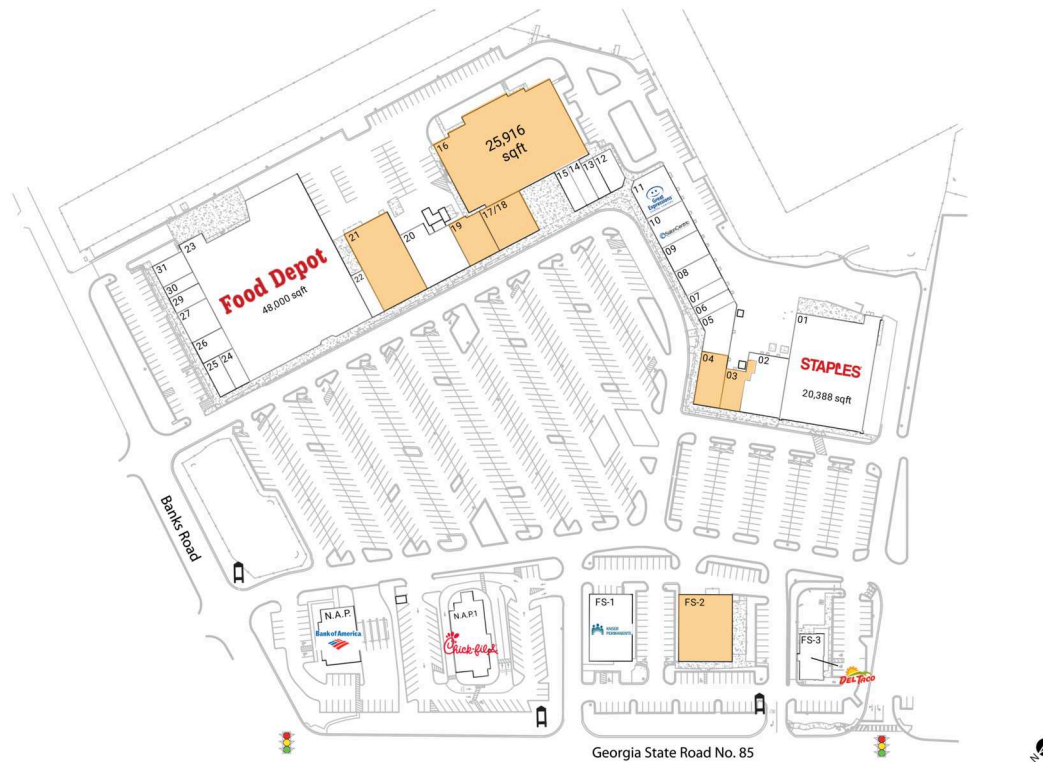 16
25,916
sqft
15
14
13
12
11
Great
Expressions
10
SalonCentric
09
08
07
06
05
04
03
02
01
STAPLES
20,388 sqft
17/18
19
20
21
22
23
Food Depot
48,000 sqft
31
30
29
27
26
25
24
Banks Road
N.A.P.
Bank of America
N.A.P.1
Chick-fil-A
FS-1
KAISER
PERMANENTE
FS-2
FS-3
DEL TACO
Georgia State Road No. 85
N